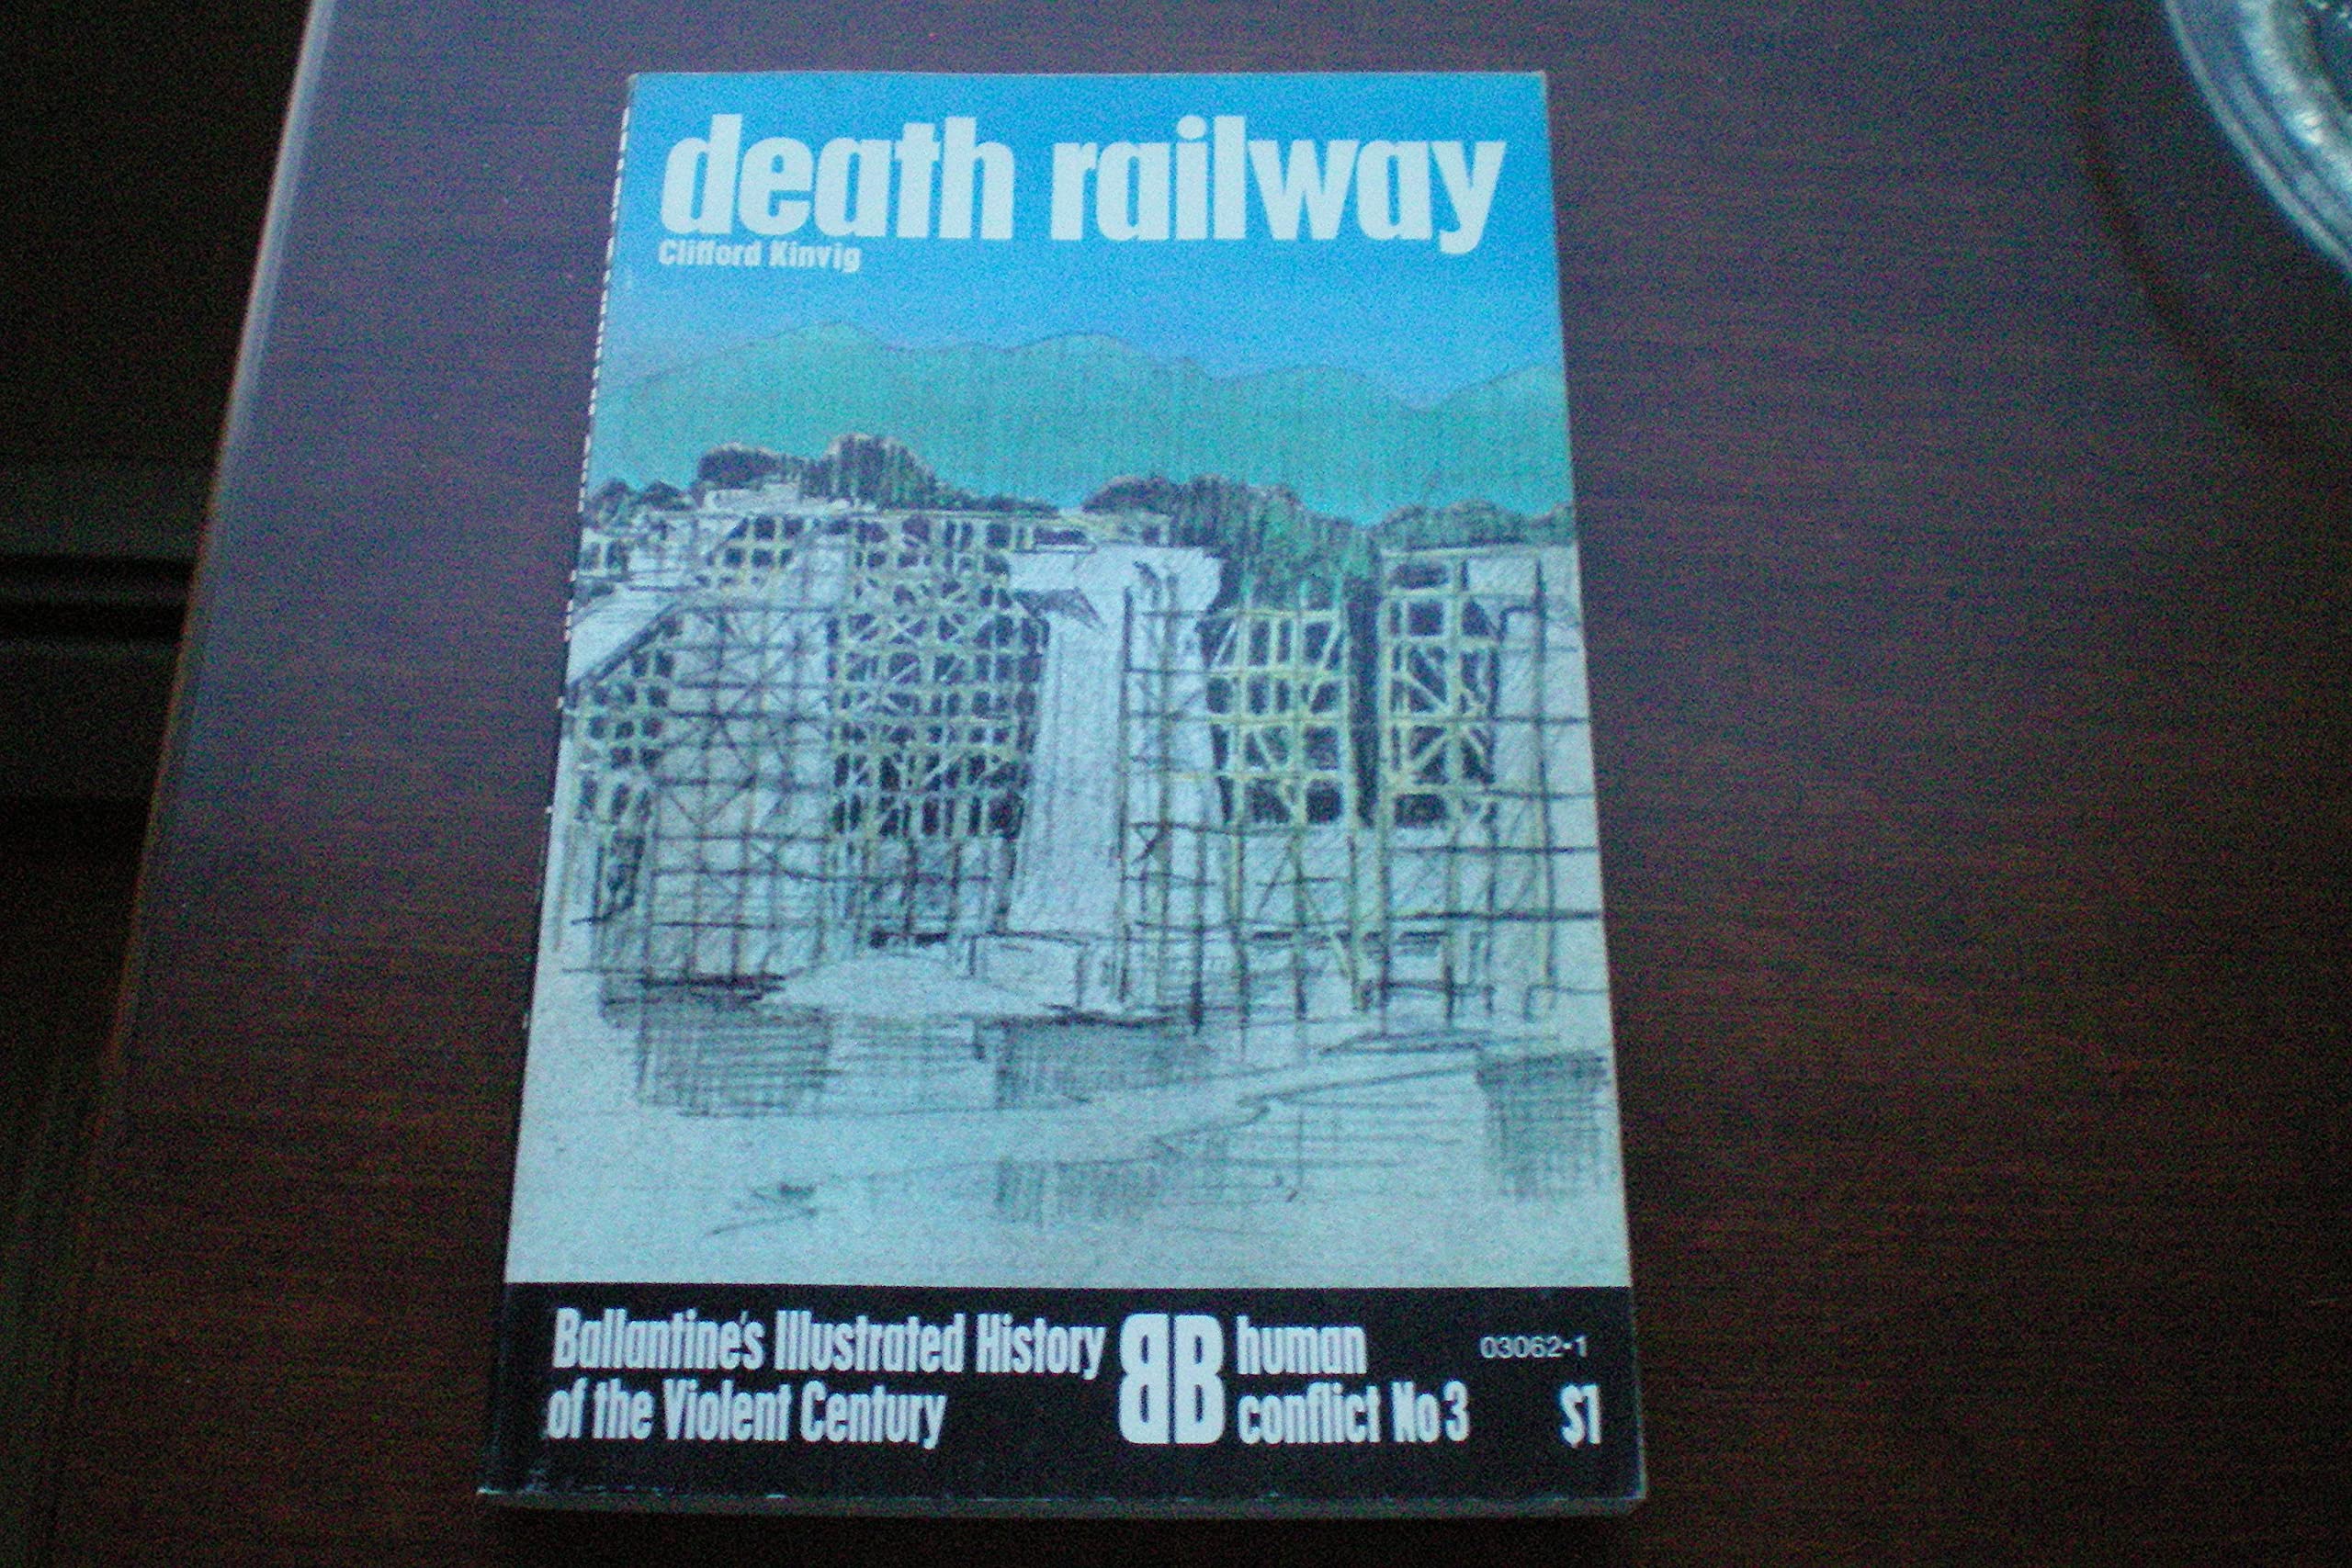 death railway
Clifford Kinvig
Ballantine's Illustrated History
of the Violent Century
BB
human
conflict No 3
03062-1
$1